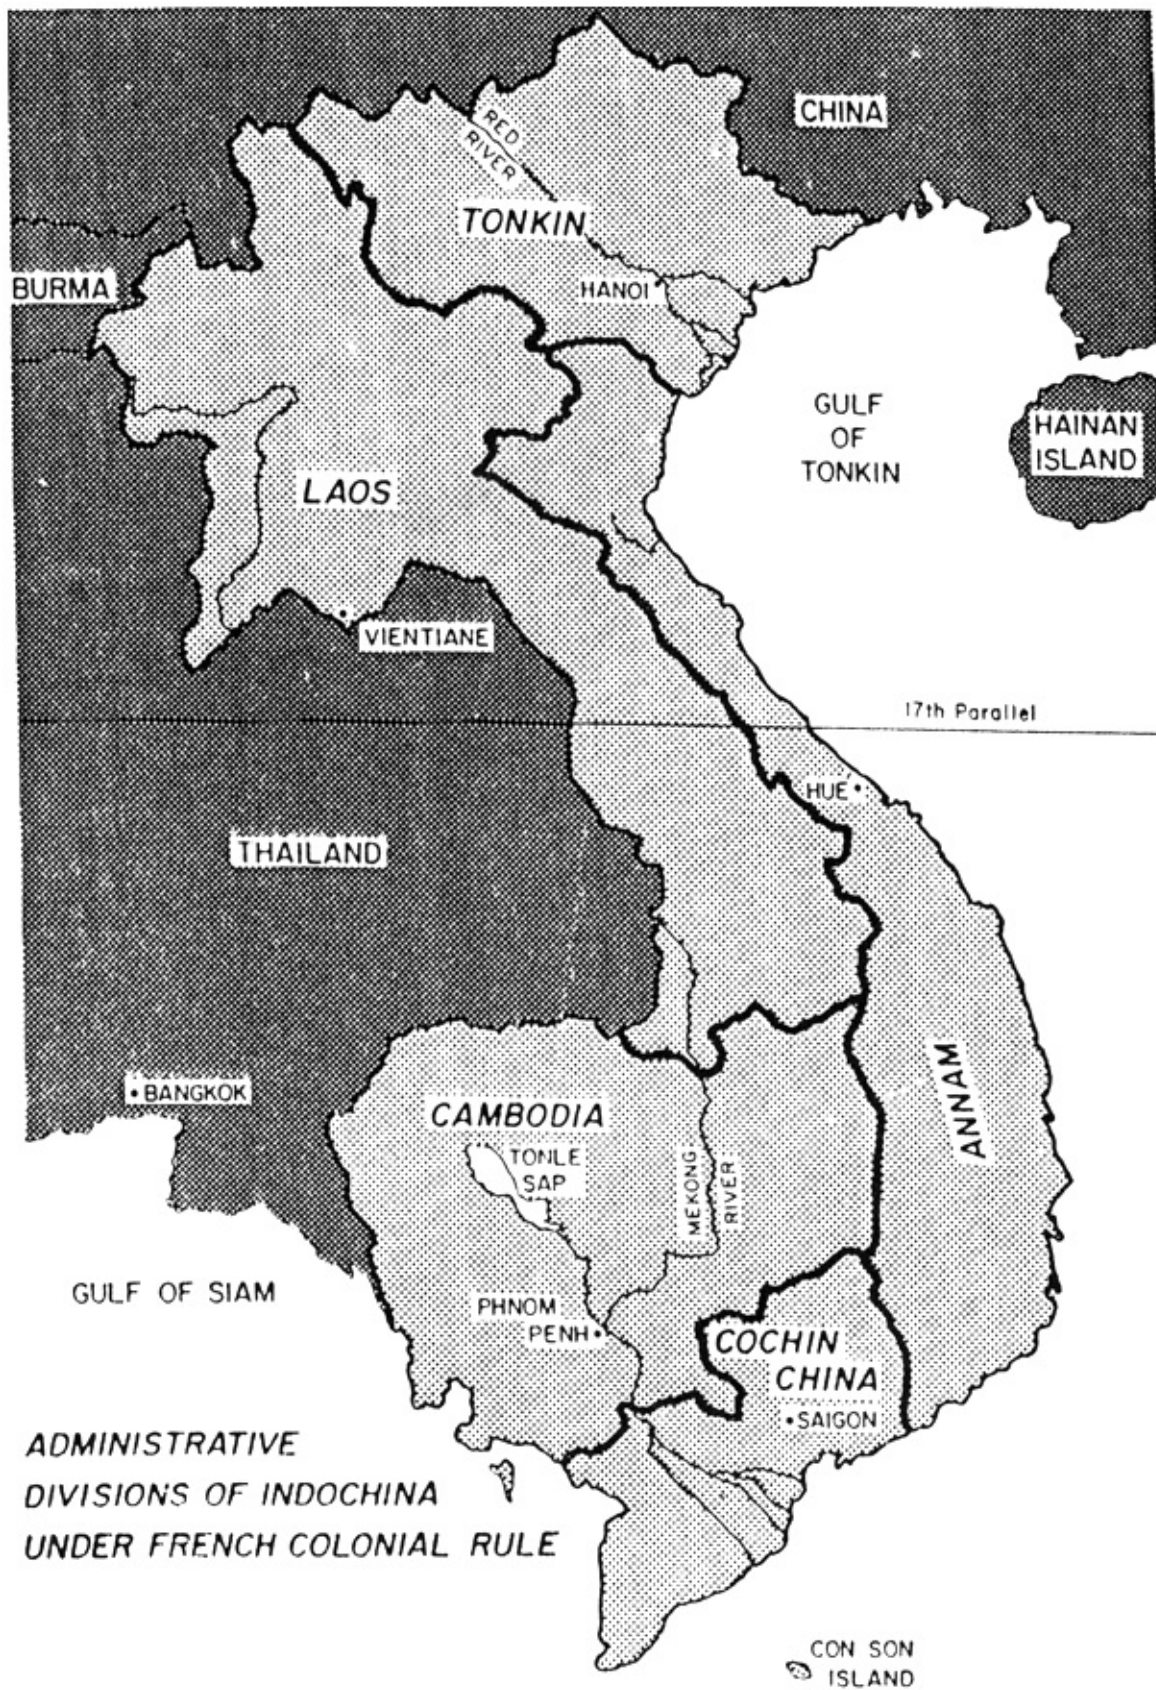 CHINA
RED
RIVER
TONKIN
BURMA
HANOI
GULF
OF
TONKIN
HAINAN
ISLAND
LAOS
VIENTIANE
17th Parallel
HUÉ
THAILAND
BANGKOK
CAMBODIA
TONLE
SAP
MEKONG
RIVER
ANNAM
GULF OF SIAM
PHNOM
PENH
COCHIN
CHINA
SAIGON
ADMINISTRATIVE
DIVISIONS OF INDOCHINA
UNDER FRENCH COLONIAL RULE
CON SON
ISLAND